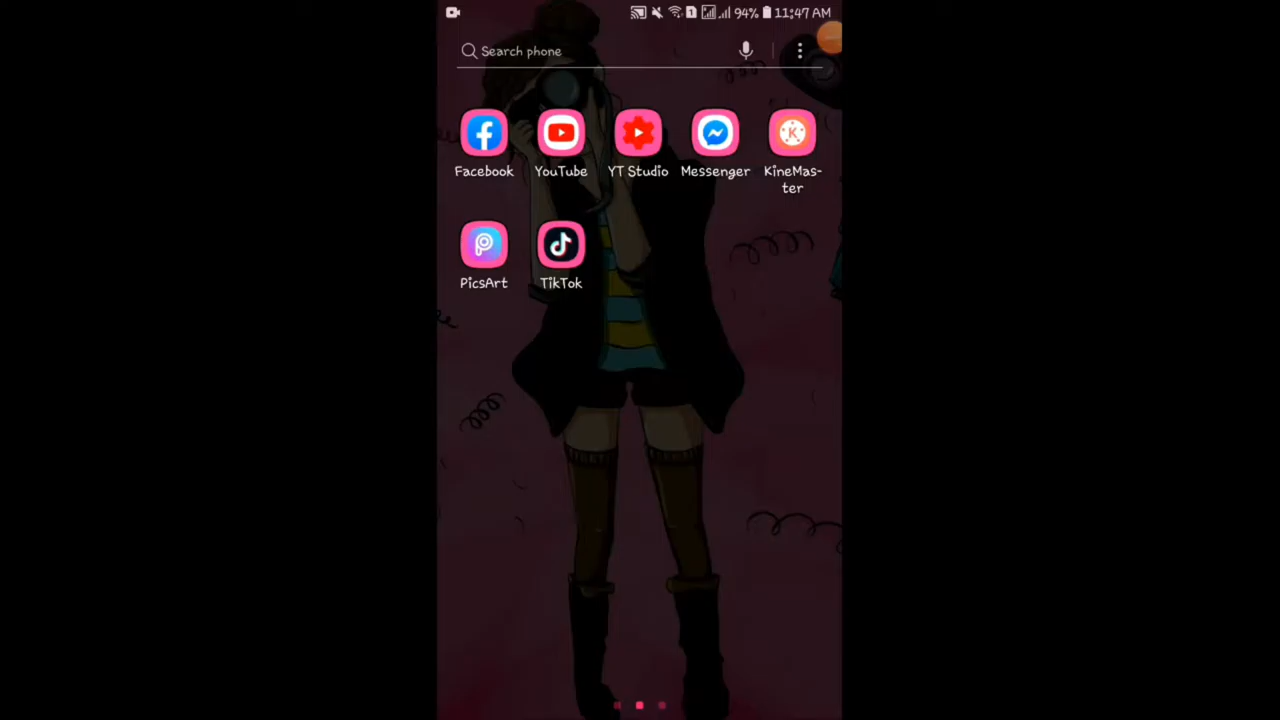 94% 11:47 AM
Search phone
Facebook YouTube YT Studio Messenger KineMas-
ter
PicsArt TikTok